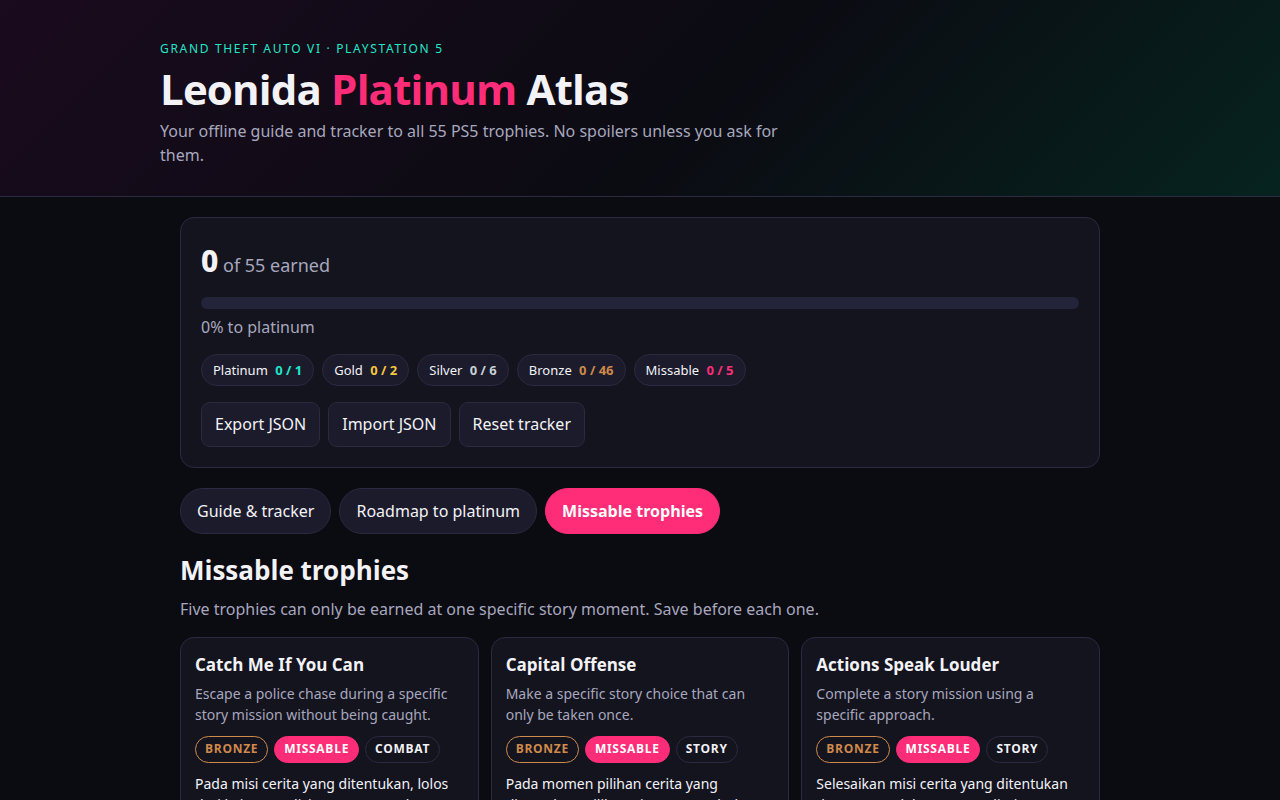 GRAND THEFT AUTO VI · PLAYSTATION 5
Leonida Platinum Atlas
Your offline guide and tracker to all 55 PS5 trophies. No spoilers unless you ask for
them.
0 of 55 earned
0% to platinum
Platinum 0 / 1
Gold 0 / 2
Silver 0 / 6
Bronze 0 / 46
Missable 0 / 5
Export JSON
Import JSON
Reset tracker
Guide & tracker
Roadmap to platinum
Missable trophies
Missable trophies
Five trophies can only be earned at one specific story moment. Save before each one.
Catch Me If You Can
Escape a police chase during a specific
story mission without being caught.
BRONZE MISSABLE COMBAT
Pada misi cerita yang ditentukan, lolos
Capital Offense
Make a specific story choice that can
only be taken once.
BRONZE MISSABLE STORY
Pada momen pilihan cerita yang
Actions Speak Louder
Complete a story mission using a
specific approach.
BRONZE MISSABLE STORY
Selesaikan misi cerita yang ditentukan